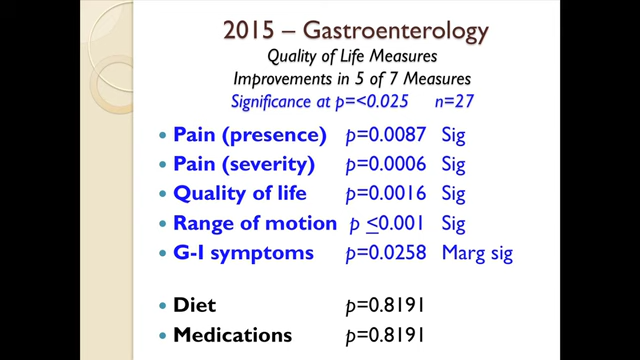 2015 – Gastroenterology
Quality of Life Measures
Improvements in 5 of 7 Measures
Significance at p=<0.025 n=27
• Pain (presence) p=0.0087 Sig
• Pain (severity) p=0.0006 Sig
• Quality of life p=0.0016 Sig
• Range of motion p ≤0.001 Sig
• G-I symptoms p=0.0258 Marg sig
• Diet p=0.8191
• Medications p=0.8191